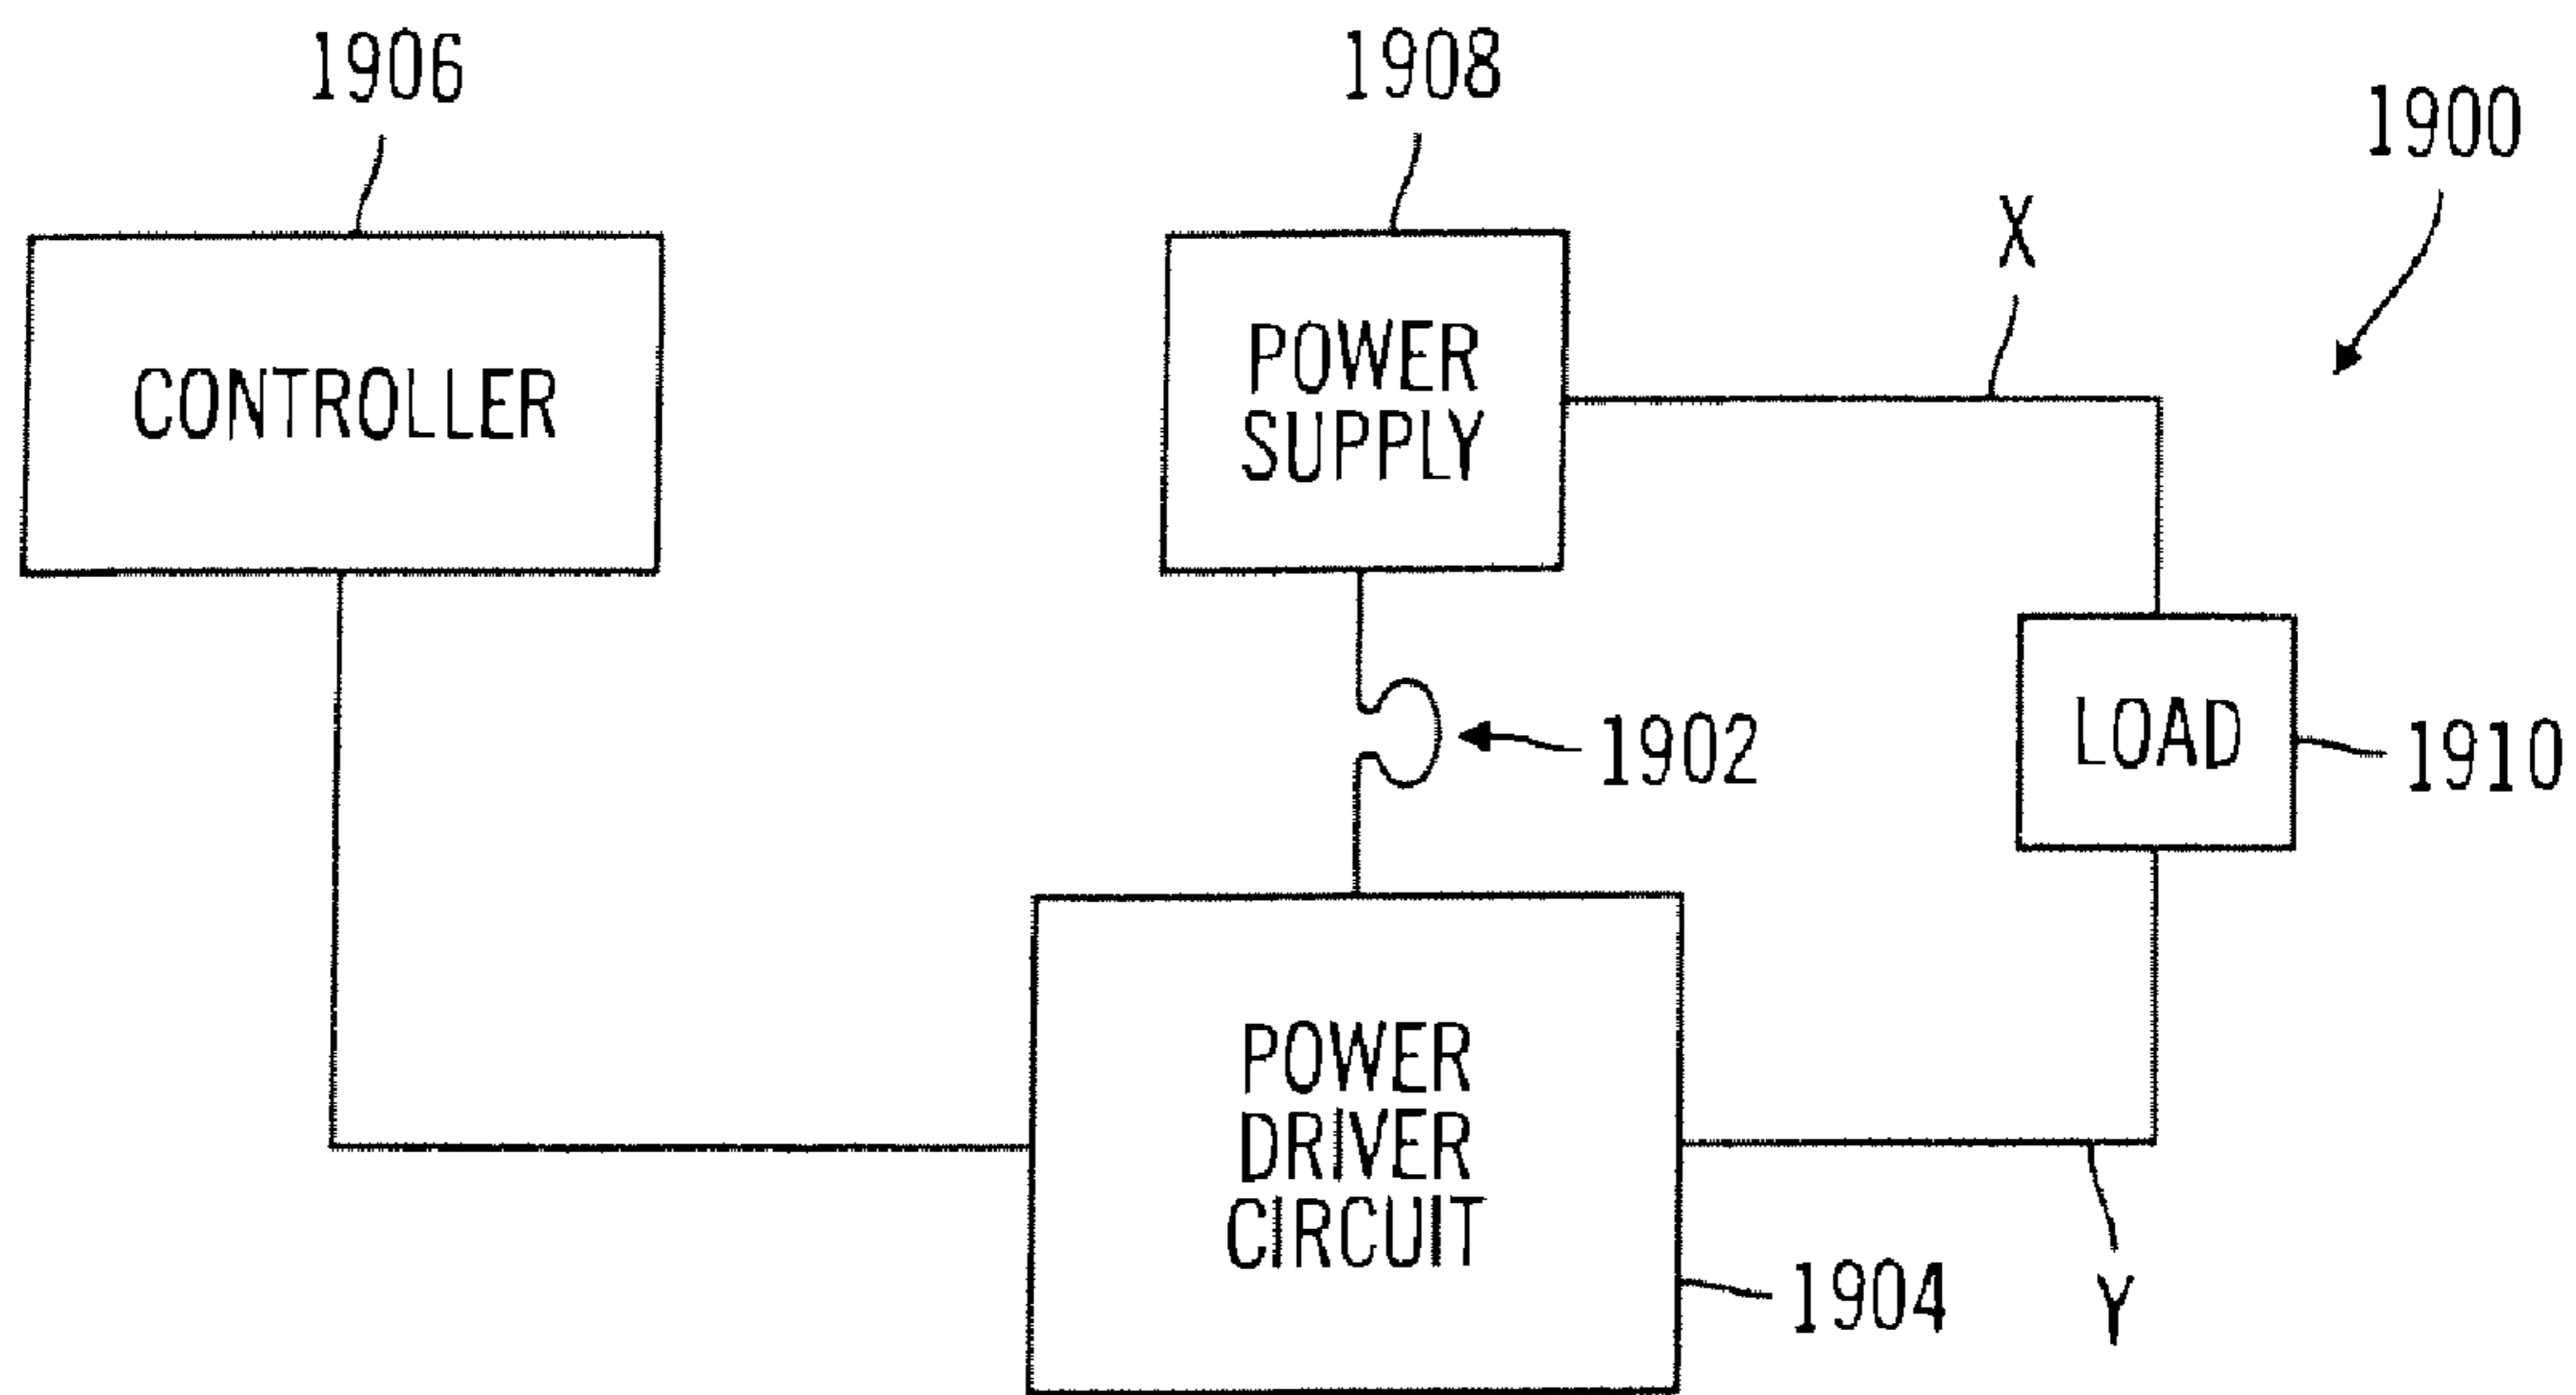 1906
1908
1900
X
CONTROLLER
POWER
SUPPLY
1902
LOAD
1910
POWER
DRIVER
CIRCUIT
1904
Y